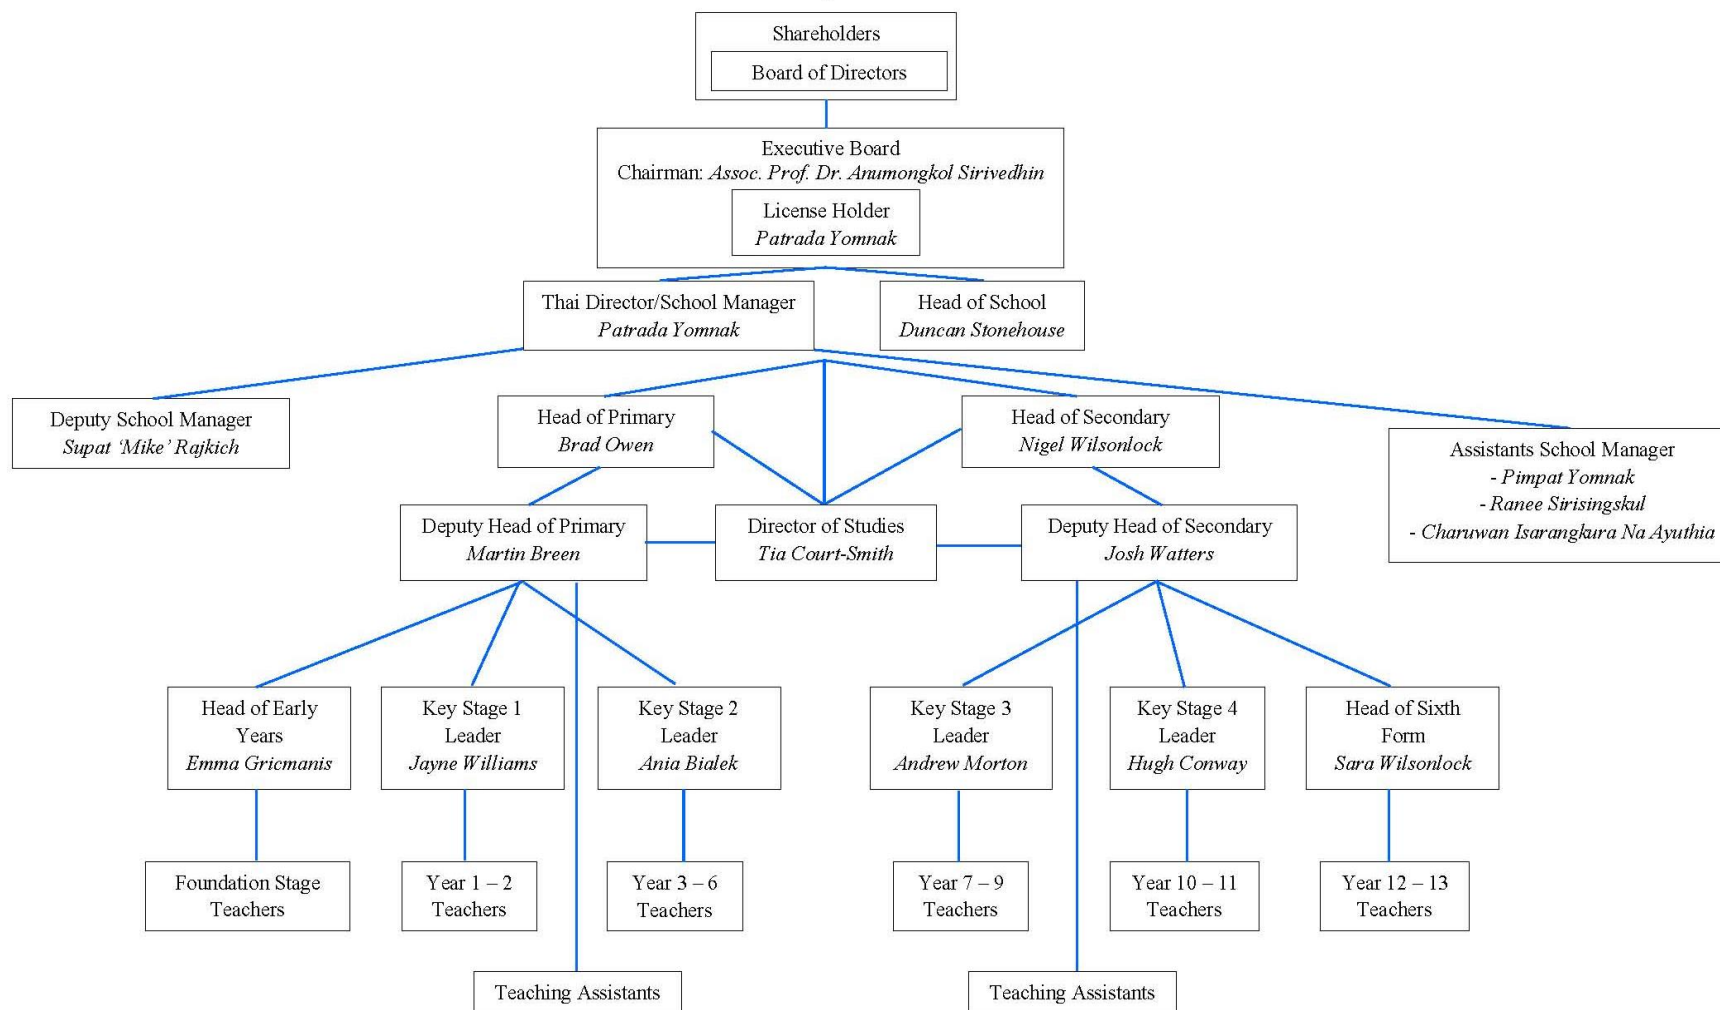 Shareholders
Board of Directors
Executive Board
Chairman: Assoc. Prof. Dr. Anumongkol Sirivedhin
License Holder
Patrada Yomnak
Thai Director/School Manager
Patrada Yomnak
Head of School
Duncan Stonehouse
Deputy School Manager
Supat ‘Mike’ Rajkich
Head of Primary
Brad Owen
Head of Secondary
Nigel Wilsonlock
Assistants School Manager
- Pimpat Yomnak
- Ranee Sirisingskul
- Charuwan Isarangkura Na Ayuthia
Deputy Head of Primary
Martin Breen
Director of Studies
Tia Court-Smith
Deputy Head of Secondary
Josh Watters
Head of Early
Years
Emma Gricmanis
Key Stage 1
Leader
Jayne Williams
Key Stage 2
Leader
Ania Bialek
Key Stage 3
Leader
Andrew Morton
Key Stage 4
Leader
Hugh Conway
Head of Sixth
Form
Sara Wilsonlock
Foundation Stage
Teachers
Year 1 – 2
Teachers
Year 3 – 6
Teachers
Year 7 – 9
Teachers
Year 10 – 11
Teachers
Year 12 – 13
Teachers
Teaching Assistants
Teaching Assistants